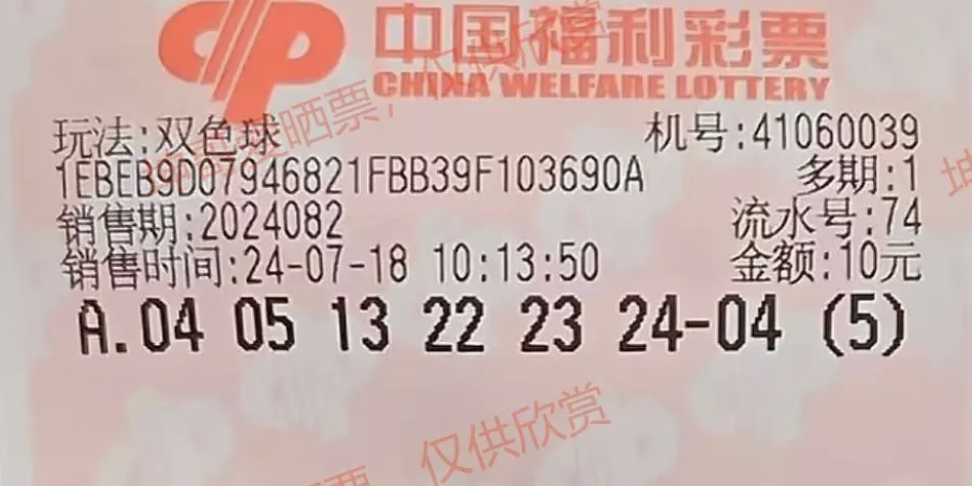 中国福利彩票
CHINA WELFARE LOTTERY
玩法:双色球 机号:41060039
1EBEB9D07946821FBB39F103690A 多期:1
销售期:2024082 流水号:74
销售时间:24-07-18 10:13:50 金额:10元
A.04 05 13 22 23 24-04 (5)
仅供欣赏